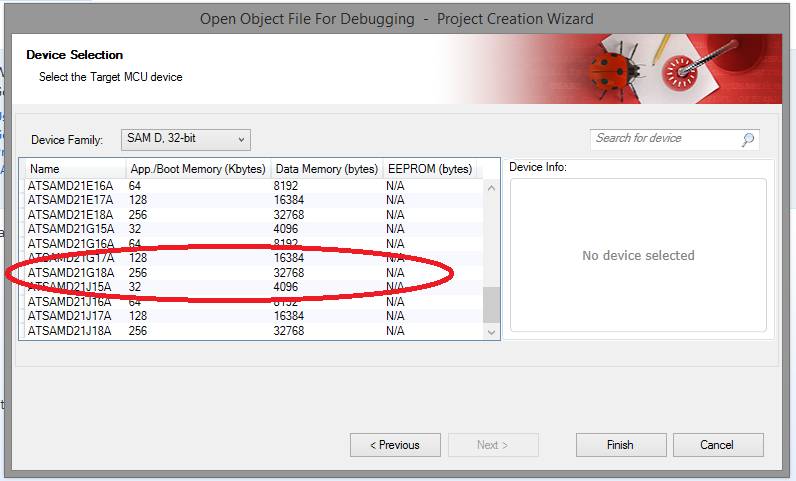 Open Object File For Debugging - Project Creation Wizard
Device Selection
Select the Target MCU device
Device Family: SAM D, 32-bit Search for device
Name App./Boot Memory (Kbytes) Data Memory (bytes) EEPROM (bytes) Device Info:
ATSAMD21E16A 64 8192 N/A
ATSAMD21E17A 128 16384 N/A
ATSAMD21E18A 256 32768 N/A
ATSAMD21G15A 32 4096 N/A
ATSAMD21G16A 64 8192 N/A
ATSAMD21G17A 128 16384 N/A
No device selected
ATSAMD21G18A 256 32768 N/A
ATSAMD21J15A 32 4096 N/A
ATSAMD21J16A 64 8192 N/A
ATSAMD21J17A 128 16384 N/A
ATSAMD21J18A 256 32768 N/A
< Previous Next > Finish Cancel